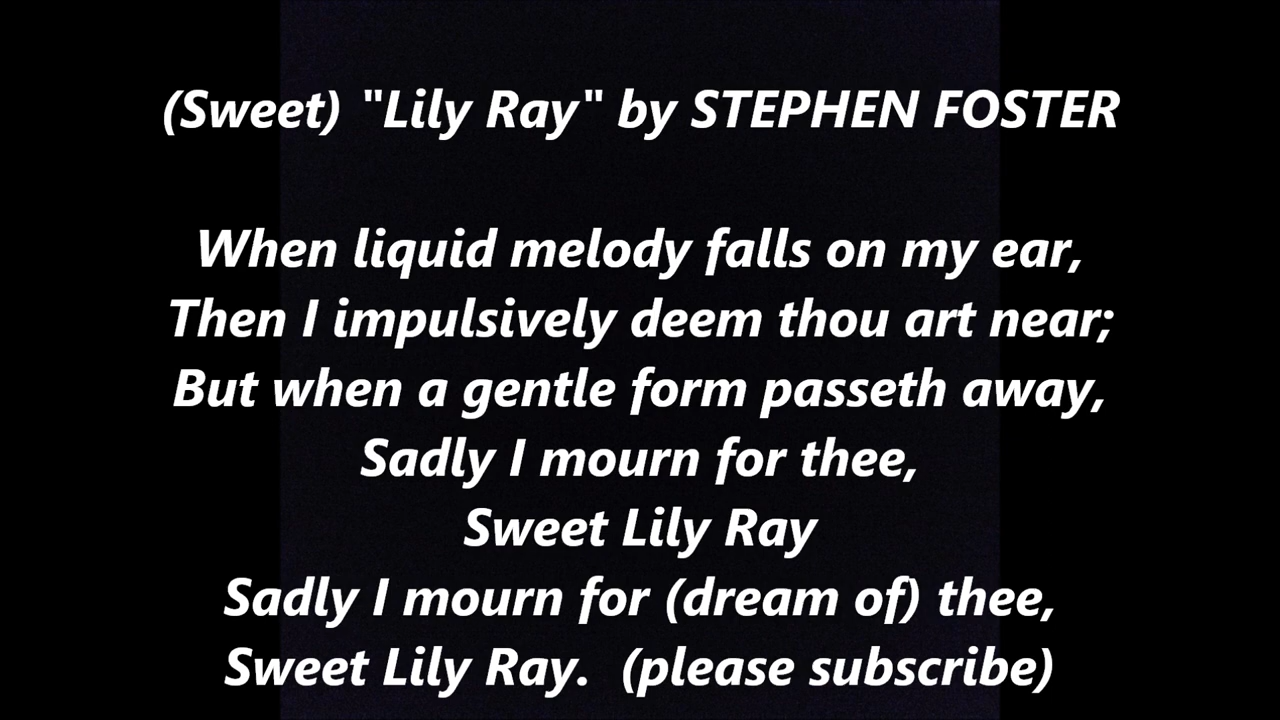 (Sweet) "Lily Ray" by STEPHEN FOSTER
When liquid melody falls on my ear,
Then I impulsively deem thou art near;
But when a gentle form passeth away,
Sadly I mourn for thee,
Sweet Lily Ray
Sadly I mourn for (dream of) thee,
Sweet Lily Ray.  (please subscribe)